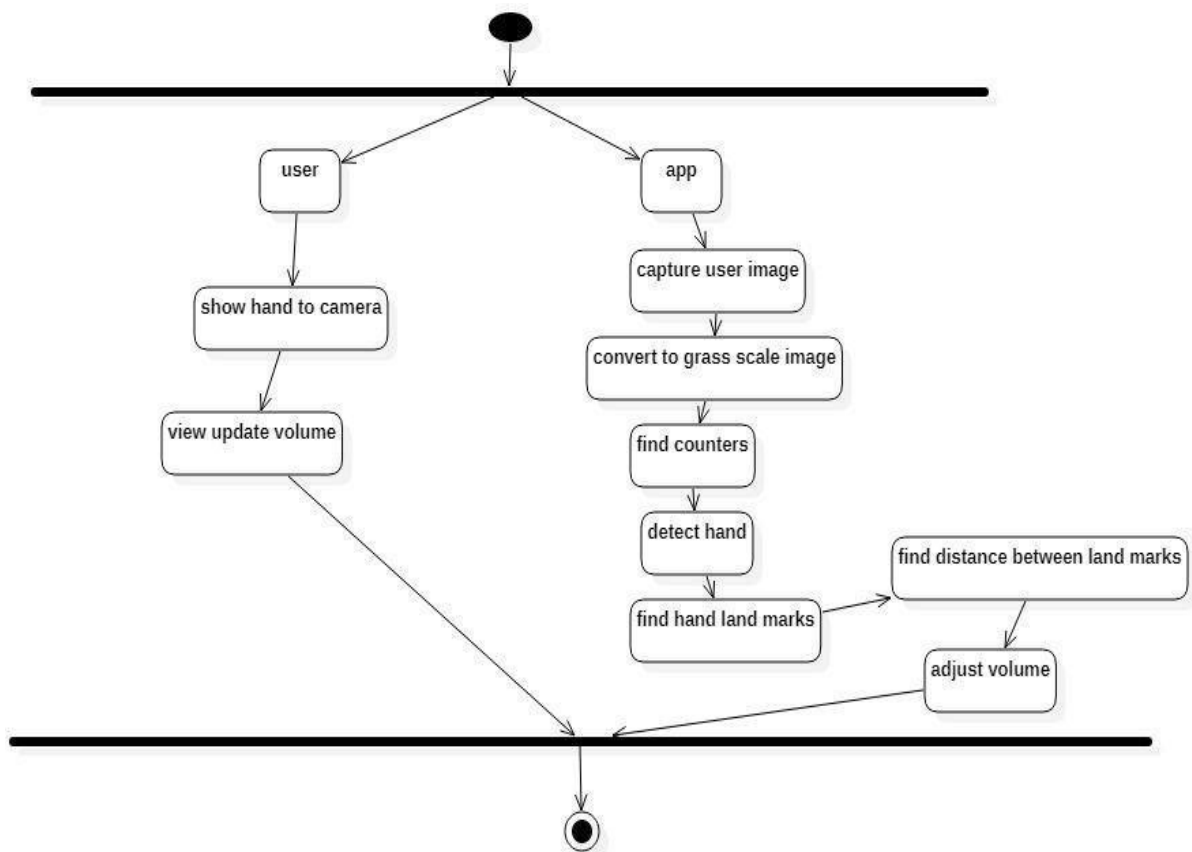 user
app
capture user image
show hand to camera
convert to grass scale image
view update volume
find counters
detect hand
find distance between land marks
find hand land marks
adjust volume